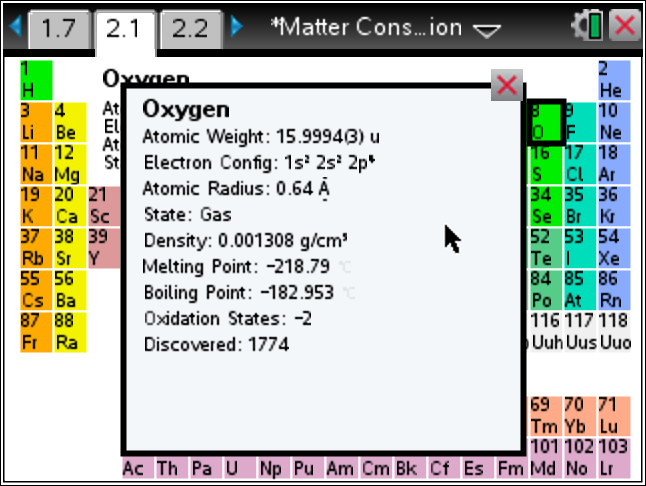 1.7 2.1 2.2 *Matter Cons...ion
1 2
H Oxygen He
3 4 At 8 9 10
Li Be El O F Ne
11 12 At 16 17 18
Na Mg St S Cl Ar
19 20 21 34 35 36
K Ca Sc Se Br Kr
37 38 39 52 53 54
Rb Sr Y Te I Xe
55 56 84 85 86
Cs Ba Po At Rn
87 88 116 117 118
Fr Ra Uuh Uus Uuo
Oxygen
Atomic Weight: 15.9994(3) u
Electron Config: 1s² 2s² 2p⁴
Atomic Radius: 0.64 Å
State: Gas
Density: 0.001308 g/cm³
Melting Point: -218.79 °C
Boiling Point: -182.953 °C
Oxidation States: -2
Discovered: 1774
69 70 71
Tm Yb Lu
101 102 103
Ac Th Pa U Np Pu Am Cm Bk Cf Es Fm Md No Lr